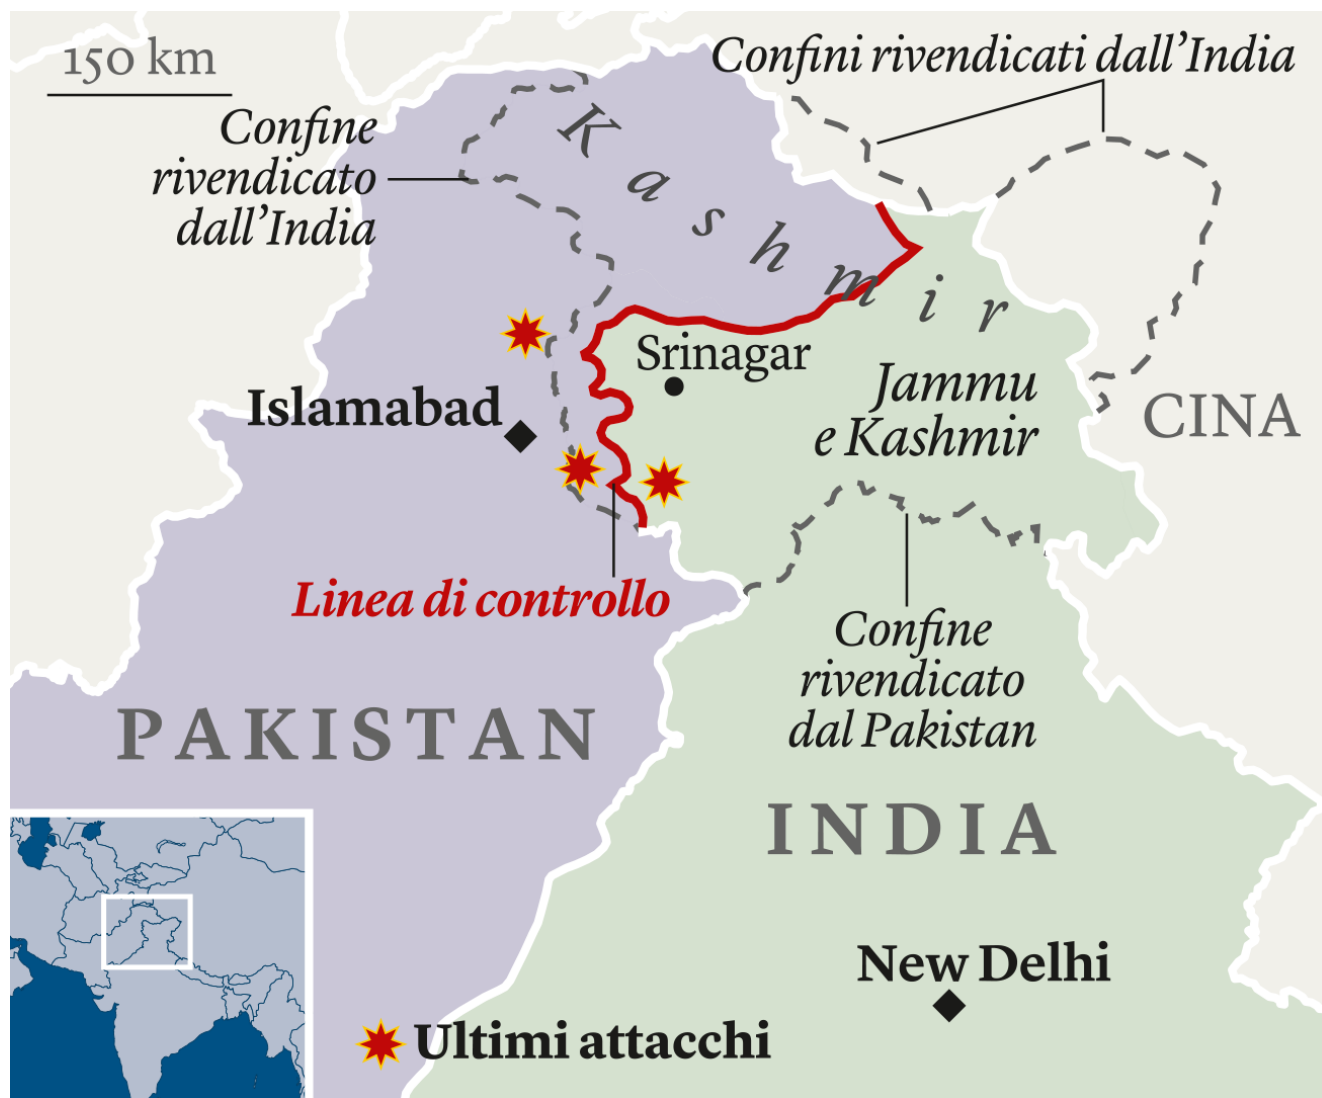 150 km
Confini rivendicati dall’India
Confine
rivendicato
dall’India
Kashmir
Srinagar
Islamabad
Jammu
e Kashmir
CINA
Linea di controllo
Confine
rivendicato
dal Pakistan
PAKISTAN
INDIA
New Delhi
Ultimi attacchi